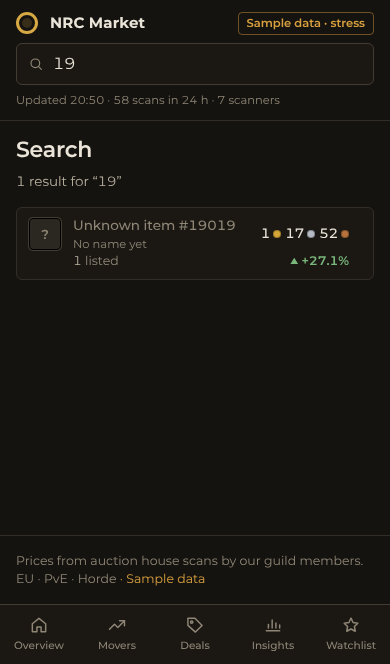 NRC Market
Sample data · stress
19
Updated 20:50 · 58 scans in 24 h · 7 scanners
Search
1 result for “19”
?
Unknown item #19019
1 17 52
No name yet
1 listed
▲ +27.1%
Prices from auction house scans by our guild members.
EU · PvE · Horde · Sample data
Overview
Movers
Deals
Insights
Watchlist